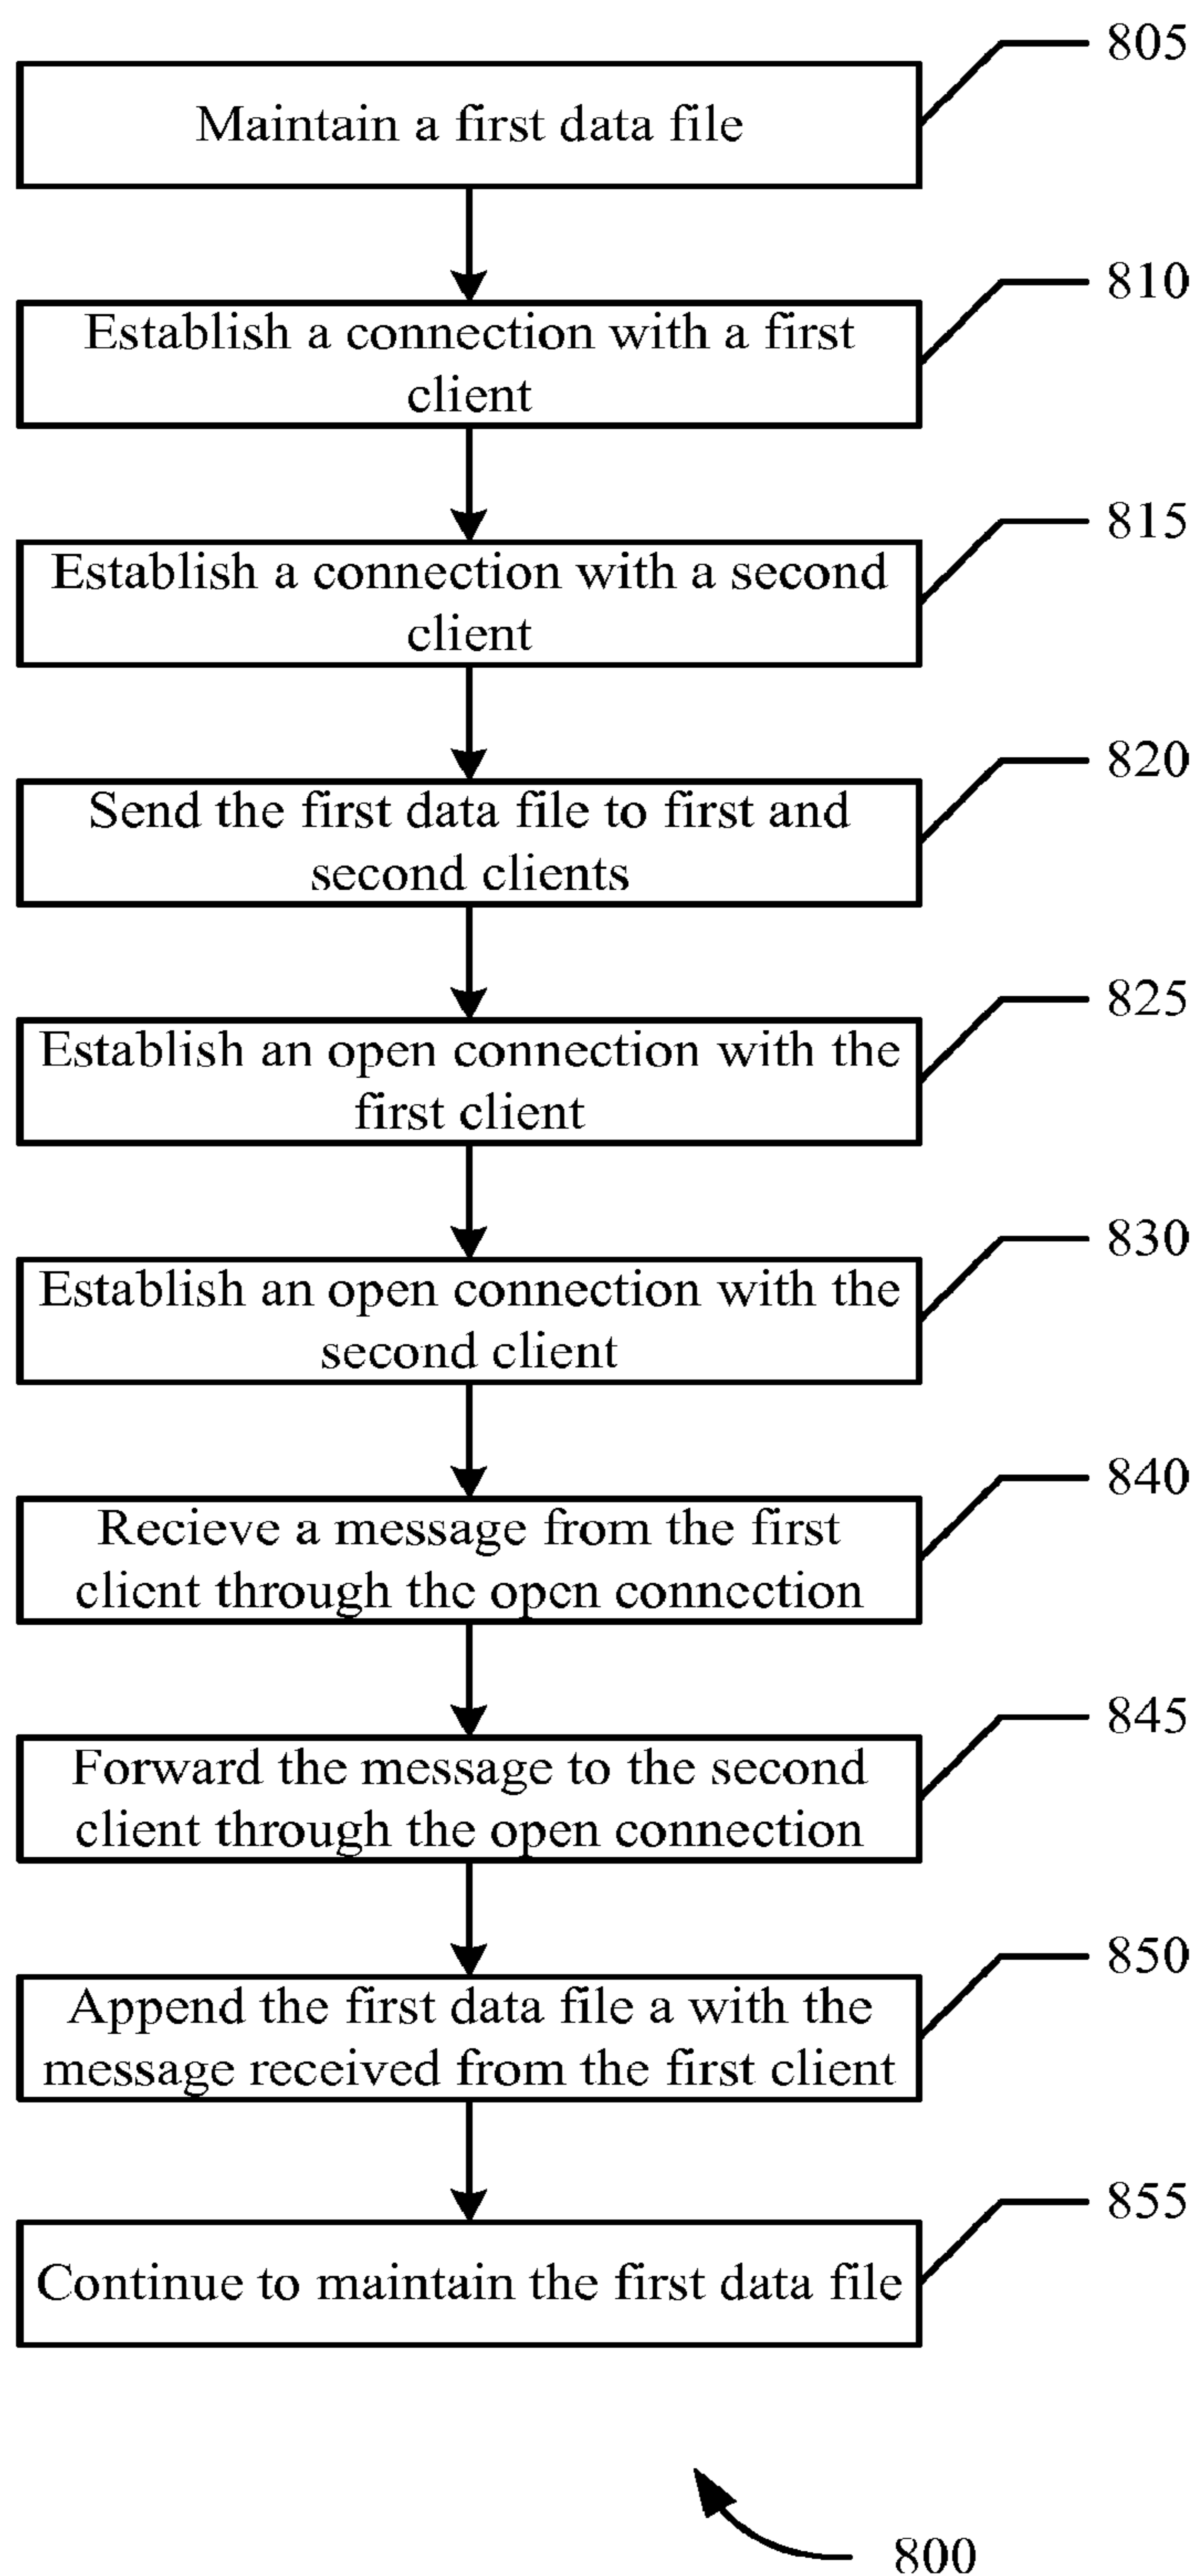 805
Maintain a first data file
810
Establish a connection with a first
client
815
Establish a connection with a second
client
820
Send the first data file to first and
second clients
825
Establish an open connection with the
first client
830
Establish an open connection with the
second client
840
Recieve a message from the first
client through the open connection
845
Forward the message to the second
client through the open connection
850
Append the first data file a with the
message received from the first client
855
Continue to maintain the first data file
800